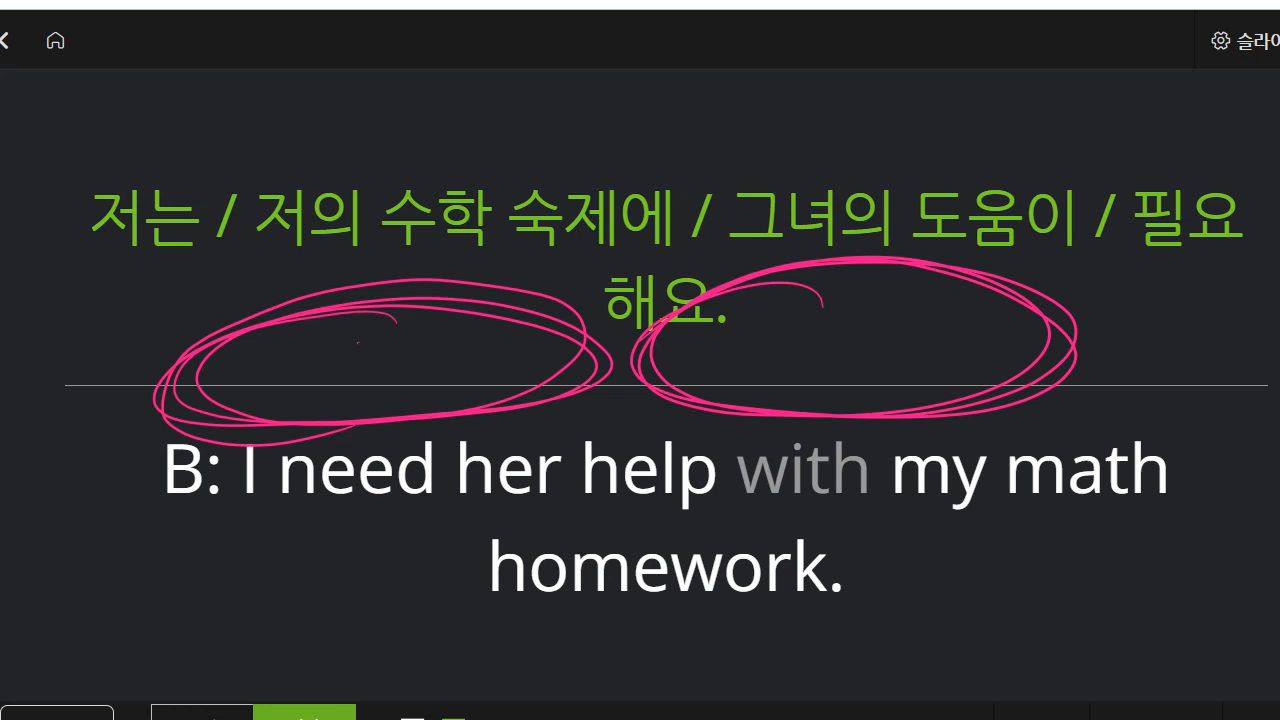 저는 / 저의 수학 숙제에 / 그녀의 도움이 / 필요
해요.
B: I need her help with my math
homework.